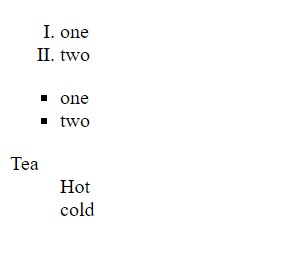 I. one
II. two
▪ one
▪ two
Tea
Hot
cold